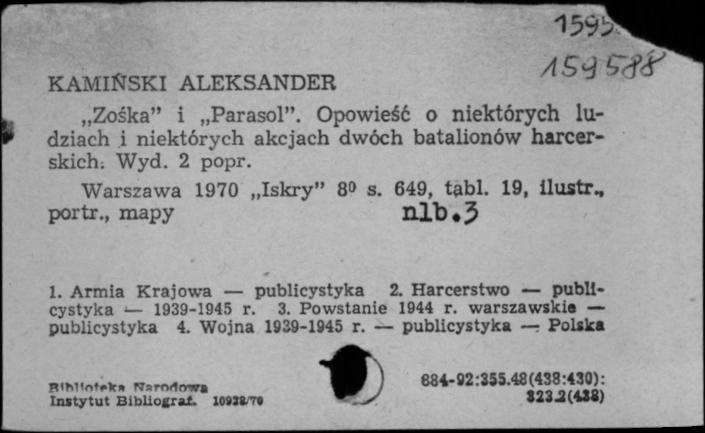 159588
KAMIŃSKI ALEKSANDER
„Zośka” i „Parasol”. Opowieść o niektórych lu-
dziach i niektórych akcjach dwóch batalionów harcer-
skich. Wyd. 2 popr.
Warszawa 1970 „Iskry” 8⁰ s. 649, tabl. 19, ilustr.,
portr., mapy nlb.3
1. Armia Krajowa — publicystyka 2. Harcerstwo — publi-
cystyka — 1939-1945 r. 3. Powstanie 1944 r. warszawskie —
publicystyka 4. Wojna 1939-1945 r. — publicystyka — Polska
Biblioteka Narodowa
Instytut Bibliograf. 10938/70
884-92:355.48(438:430):
323.2(438)